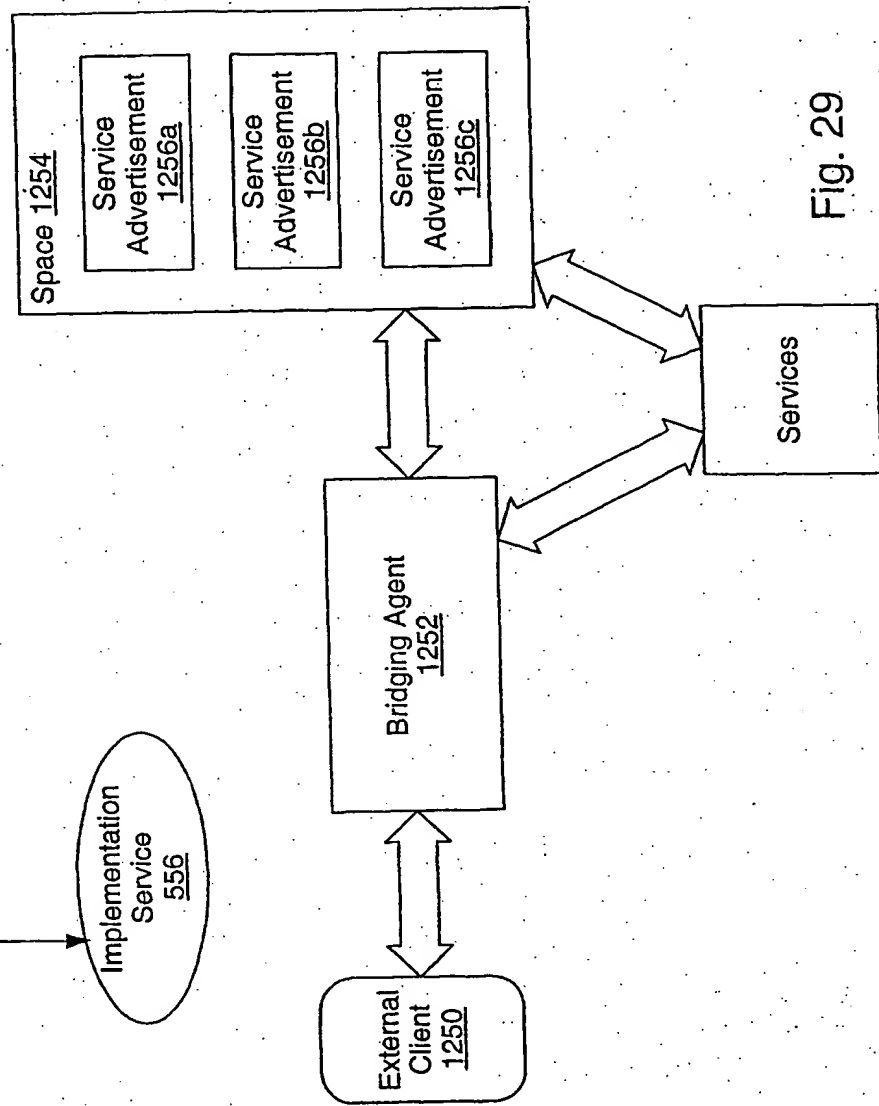 Implementation
Service
556
External
Client
1250
Bridging Agent
1252
Space 1254
Service
Advertisement
1256a
Service
Advertisement
1256b
Service
Advertisement
1256c
Services
Fig. 29